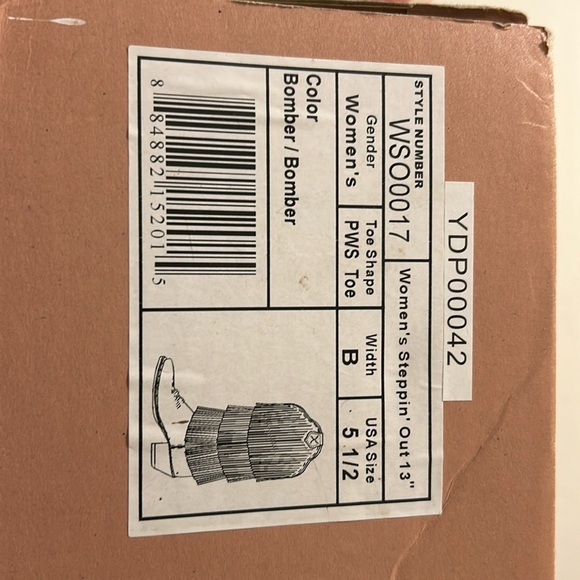 YDP00042
STYLE NUMBER
WSO0017
Women's Steppin' Out 13"
Gender
Women's
Toe Shape
PWS Toe
Width
B
USA Size
5 1/2
Color
Bomber / Bomber
8 84882 15201 5